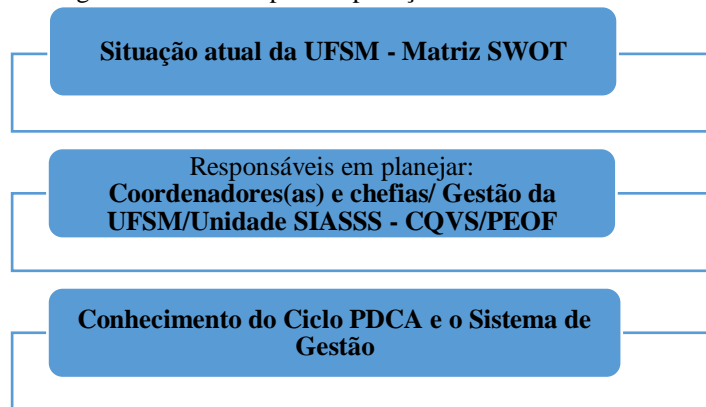 Situação atual da UFSM - Matriz SWOT
Responsáveis em planejar:
Coordenadores(as) e chefias/ Gestão da
UFSM/Unidade SIASSS - CQVS/PEOF
Conhecimento do Ciclo PDCA e o Sistema de
Gestão